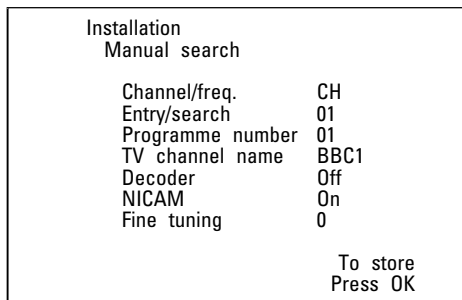 Installation
Manual search
Channel/freq. CH
Entry/search 01
Programme number 01
TV channel name BBC1
Decoder Off
NICAM On
Fine tuning 0
To store
Press OK